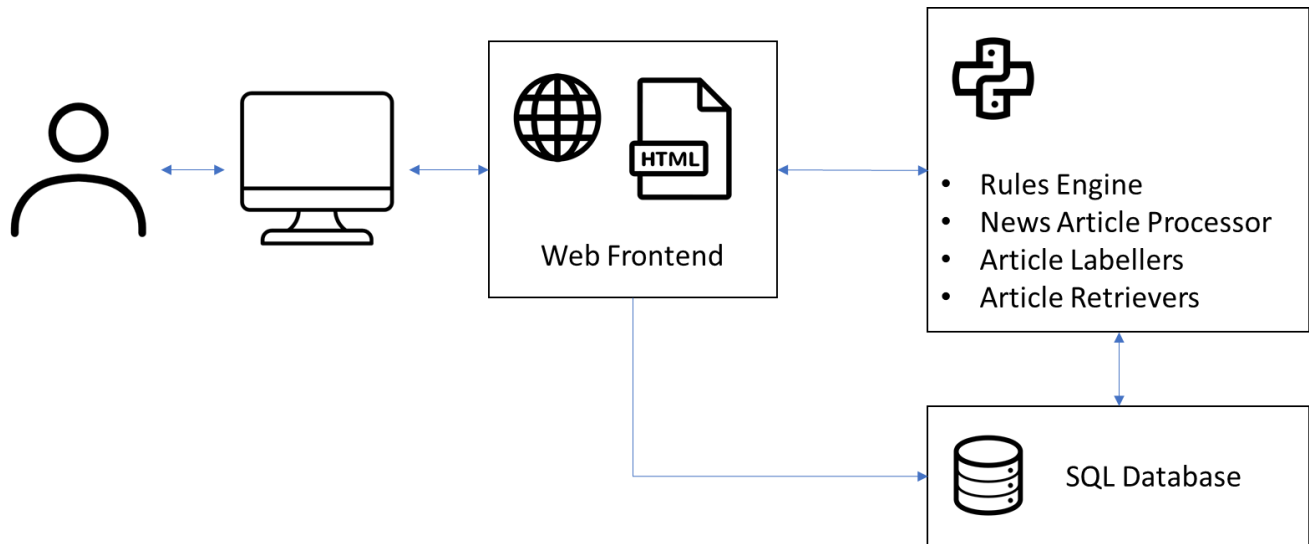 HTML
Web Frontend
• Rules Engine
• News Article Processor
• Article Labellers
• Article Retrievers
SQL Database